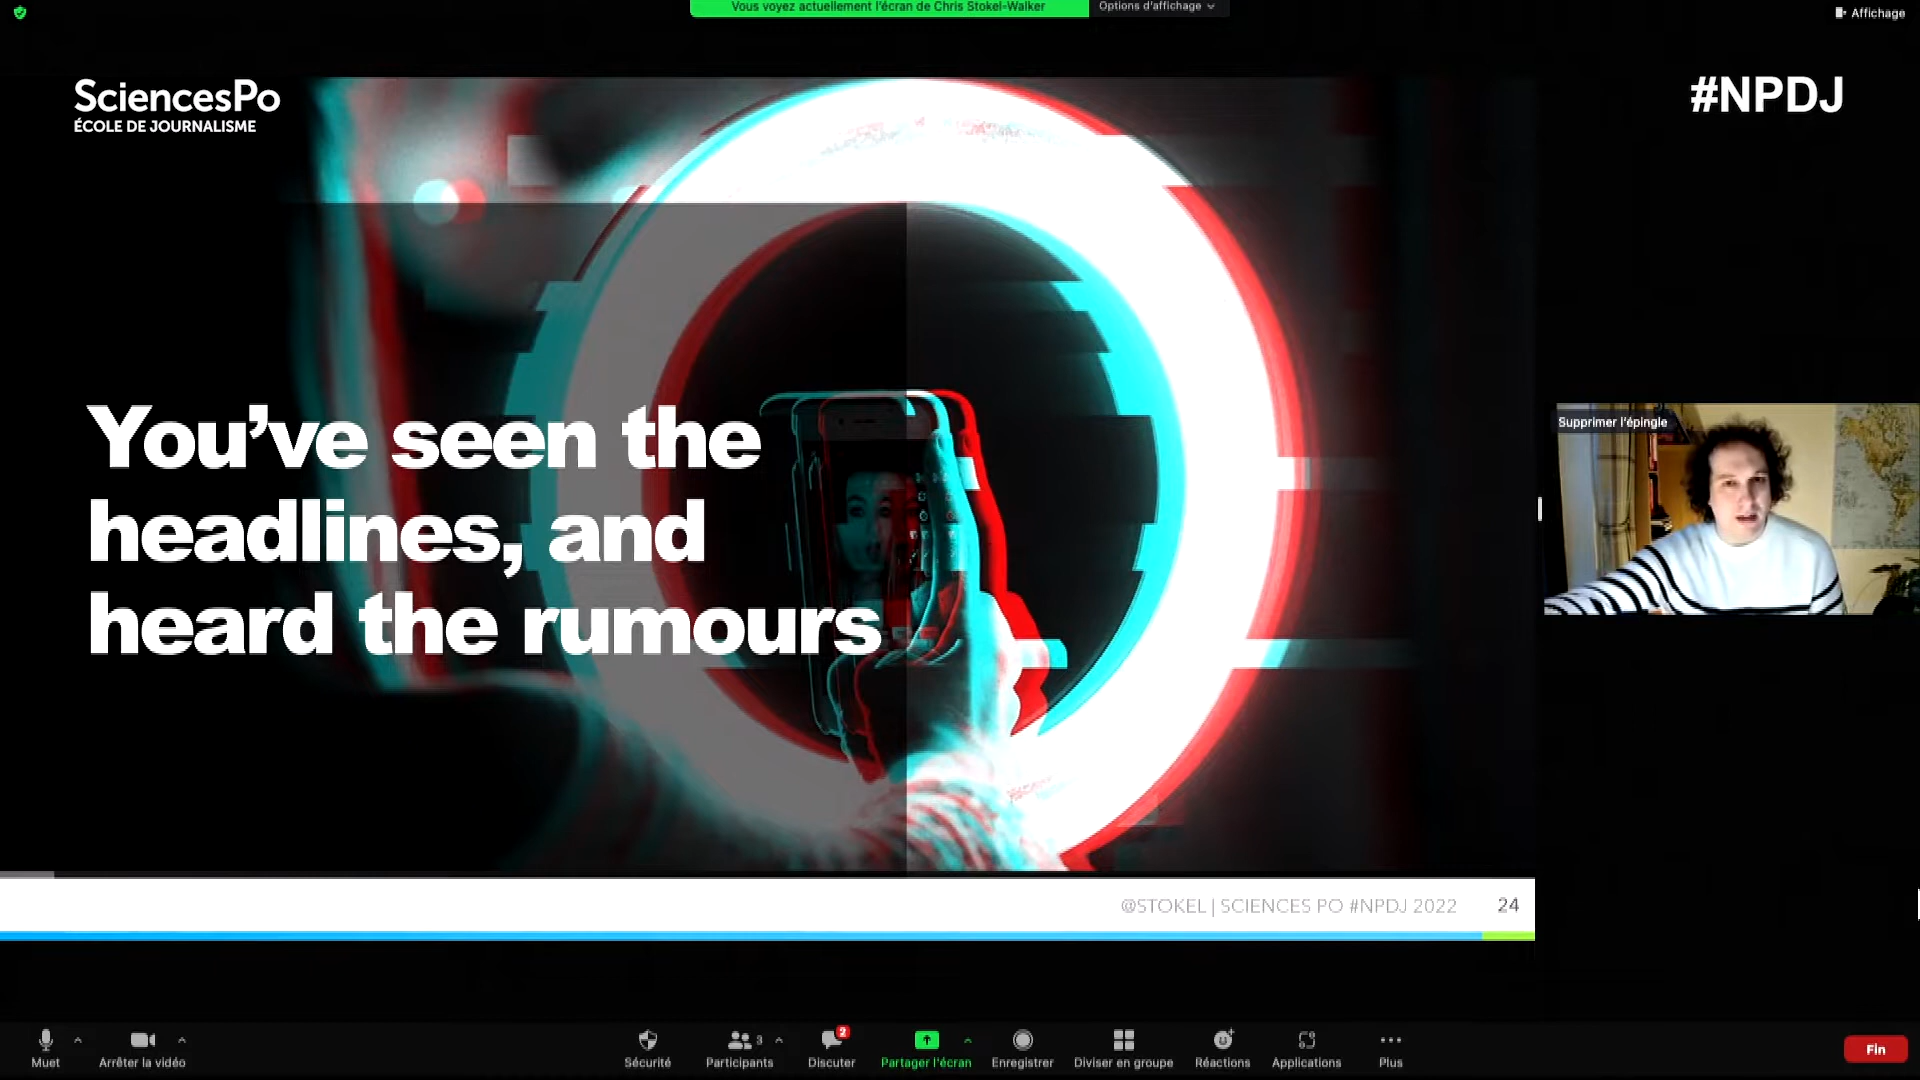 Vous voyez actuellement l'écran de Chris Stokel-Walker
Options d'affichage
Affichage
SciencesPo
ÉCOLE DE JOURNALISME
#NPDJ
You've seen the
headlines, and
heard the rumours
Supprimer l'épingle
@STOKEL | SCIENCES PO #NPDJ 2022
24
Muet
Arrêter la vidéo
Sécurité
Participants
3
Discuter
2
Partager l'écran
Enregistrer
Diviser en groupe
Réactions
Applications
Plus
Fin